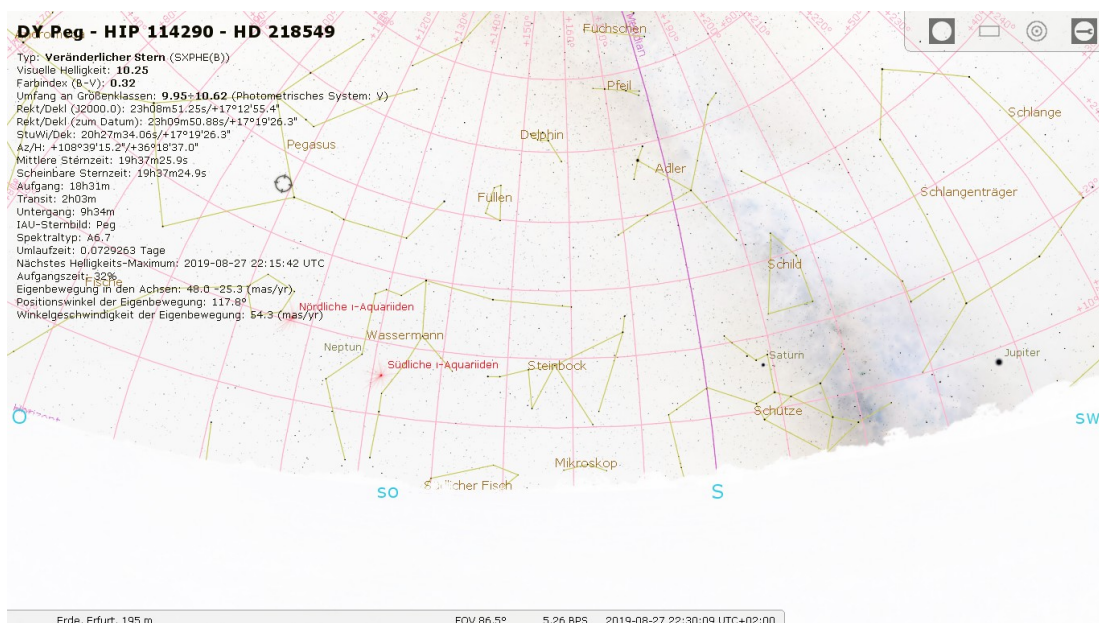 DY Peg - HIP 114290 - HD 218549
Typ: Veränderlicher Stern (SXPHE(B))
Visuelle Helligkeit: 10.25
Farbindex (B-V): 0.32
Umfang an Größenklassen: 9.95÷10.62 (Photometrisches System: V)
Rekt/Dekl (J2000.0): 23h08m51.25s/+17°12'55.4"
Rekt/Dekl (zum Datum): 23h09m50.88s/+17°19'26.3"
StuWi/Dek: 20h27m34.06s/+17°19'26.3"
Az/H: +108°39'15.2"/+36°18'37.0"
Mittlere Sternzeit: 19h37m25.9s
Scheinbare Sternzeit: 19h37m24.9s
Aufgang: 18h31m
Transit: 2h03m
Untergang: 9h34m
IAU-Sternbild: Peg
Spektraltyp: A6.7
Umlaufzeit: 0.0729263 Tage
Nächstes Helligkeits-Maximum: 2019-08-27 22:15:42 UTC
Aufgangszeit: 32%
Eigenbewegung in den Achsen: 48.0 -25.3 (mas/yr)
Positionswinkel der Eigenbewegung: 117.8°
Winkelgeschwindigkeit der Eigenbewegung: 54.3 (mas/yr)
Füchschen
Meridian
Pfeil
Delphin
Schlange
Pegasus
Adler
Füllen
Schlangenträger
Schild
Fische
Nördliche ι-Aquariiden
Wassermann
Neptun
Saturn
Jupiter
Südliche ι-Aquariiden
Steinbock
Schütze
O
SW
Mikroskop
cher Fisch
SO
S
Erde, Erfurt, 195 m
FOV 86.5°
5.26 BPS
2019-08-27 22:30:09 UTC+02:00